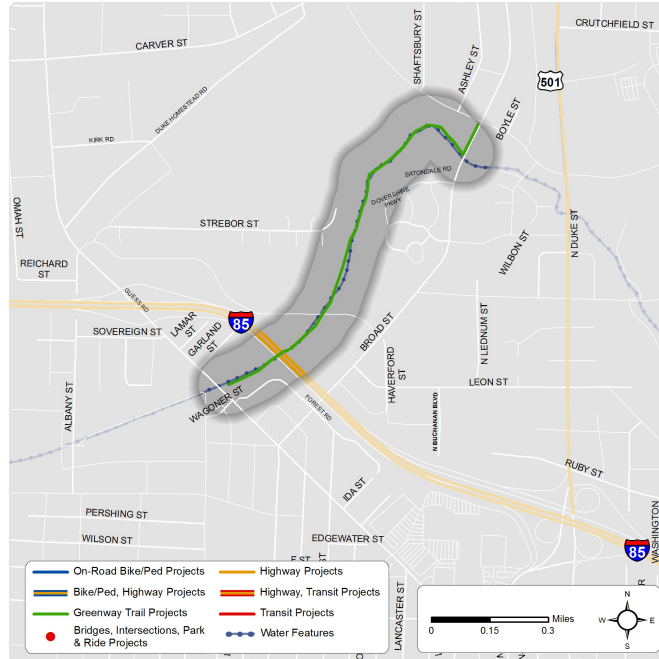 CRUTCHFIELD ST
SHAFTSBURY ST
CARVER ST
ASHLEY ST
501
DUKE HOMESTEAD RD
BOYLE ST
KIRK RD
EATONDALE RD
DOVERSHIRE
PKWY
OMAH ST
STREBOR ST
N DUKE ST
WILBON ST
REICHARD
ST
GUESS RD
LAMAR
ST
85
SOVEREIGN ST
GARLAND
ST
BROAD ST
N LEDNUM ST
HAVERFORD
ST
LEON ST
ALBANY ST
WAGONER ST
FOREST RD
N BUCHANAN BLVD
RUBY ST
IDA ST
WASHINGTON
PERSHING ST
WILSON ST
EDGEWATER ST
85
LANCASTER ST
On-Road Bike/Ped Projects
Highway Projects
Bike/Ped, Highway Projects
Highway, Transit Projects
Greenway Trail Projects
Transit Projects
Bridges, Intersections, Park
& Ride Projects
Water Features
Miles
0
0.15
0.3
N
W
E
S